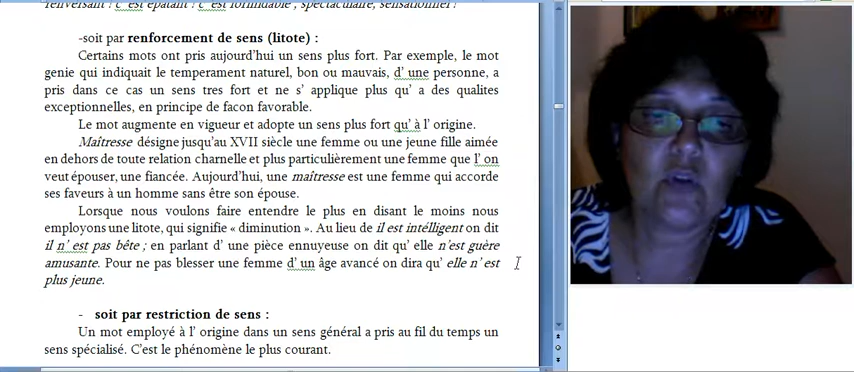 renversant ! c'est épatant ! c'est formidable , spectaculaire, sensationnel !
-soit par renforcement de sens (litote) :
Certains mots ont pris aujourd'hui un sens plus fort. Par exemple, le mot
genie qui indiquait le temperament naturel, bon ou mauvais, d' une personne, a
pris dans ce cas un sens tres fort et ne s' applique plus qu' a des qualites
exceptionnelles, en principe de facon favorable.
Le mot augmente en vigueur et adopte un sens plus fort qu' à l' origine.
Maîtresse désigne jusqu'au XVII siècle une femme ou une jeune fille aimée
en dehors de toute relation charnelle et plus particulièrement une femme que l' on
veut épouser, une fiancée. Aujourd'hui, une maîtresse est une femme qui accorde
ses faveurs à un homme sans être son épouse.
Lorsque nous voulons faire entendre le plus en disant le moins nous
employons une litote, qui signifie « diminution ». Au lieu de il est intélligent on dit
il n' est pas bête ; en parlant d' une pièce ennuyeuse on dit qu' elle n'est guère
amusante. Pour ne pas blesser une femme d' un âge avancé on dira qu' elle n' est
plus jeune.
- soit par restriction de sens :
Un mot employé à l' origine dans un sens général a pris au fil du temps un
sens spécialisé. C'est le phénomène le plus courant.